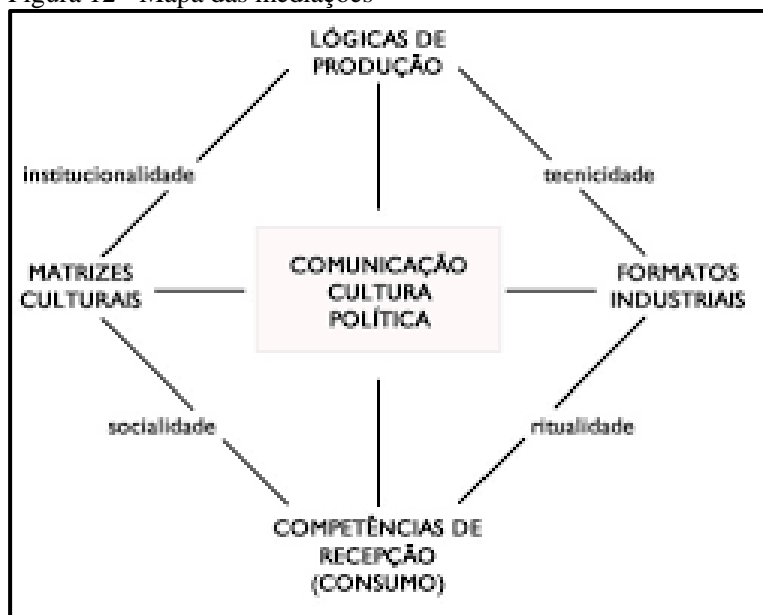 Figura 12 - Mapa das mediações
LÓGICAS DE
PRODUÇÃO
institucionalidade
tecnicidade
MATRIZES
CULTURAIS
COMUNICAÇÃO
CULTURA
POLÍTICA
FORMATOS
INDUSTRIAIS
socialidade
ritualidade
COMPETÊNCIAS DE
RECEPÇÃO
(CONSUMO)